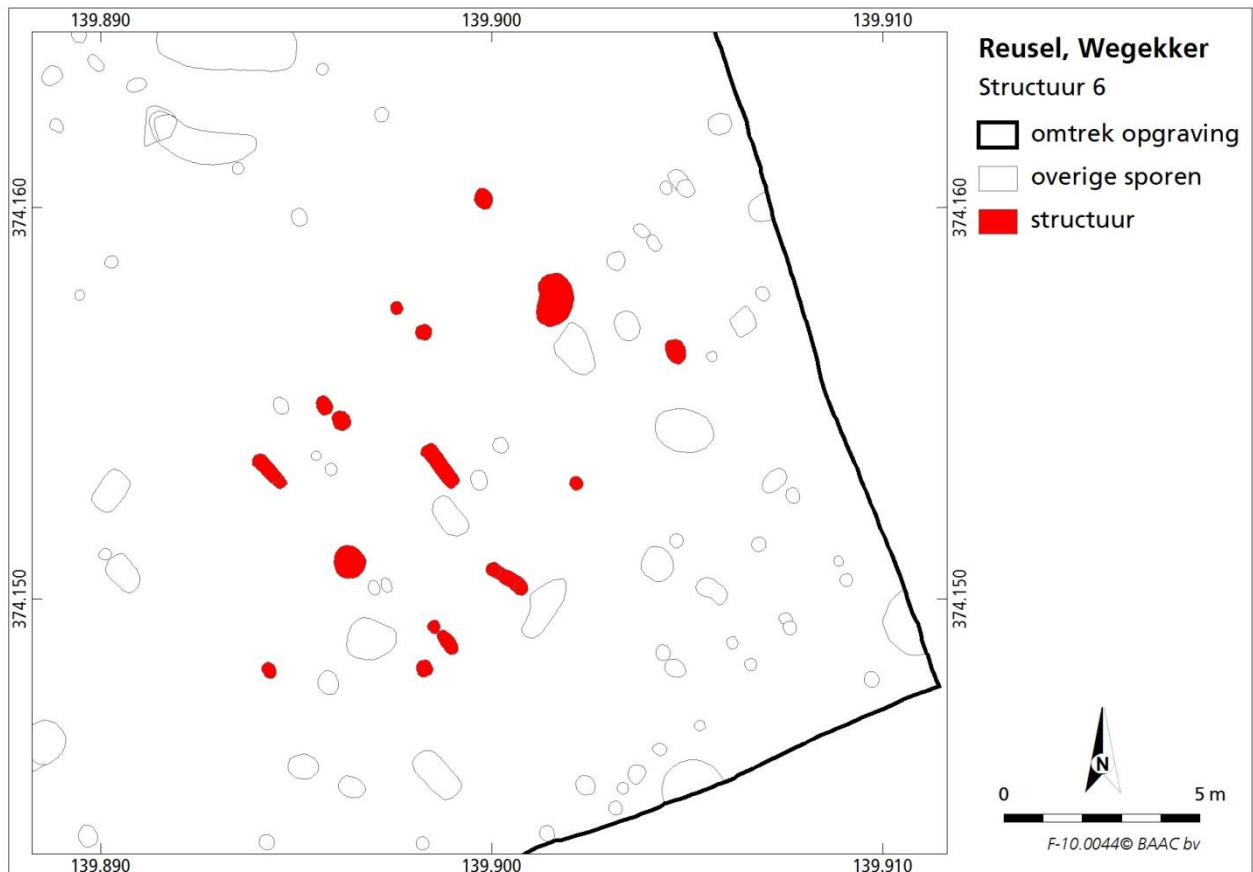 139.890 139.900 139.910
374.160 374.160
374.150 374.150
139.890 139.900 139.910
Reusel, Wegekker
Structuur 6
omtrek opgraving
overige sporen
structuur
N
0 5 m
F-10.0044© BAAC bv